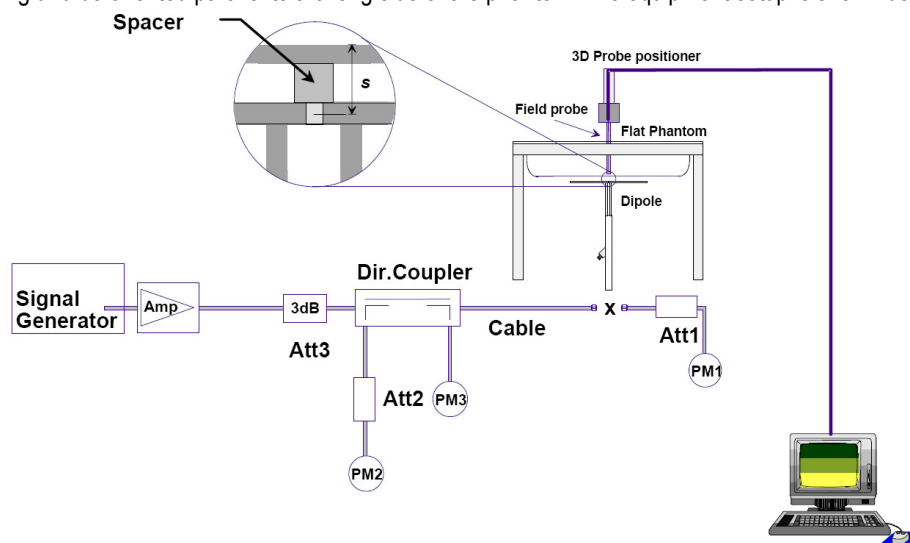 Spacer
s
3D Probe positioner
Field probe
Flat Phantom
Dipole
Dir.Coupler
Signal
Generator
Amp
3dB
Cable
x
Att3
Att1
PM1
Att2
PM3
PM2